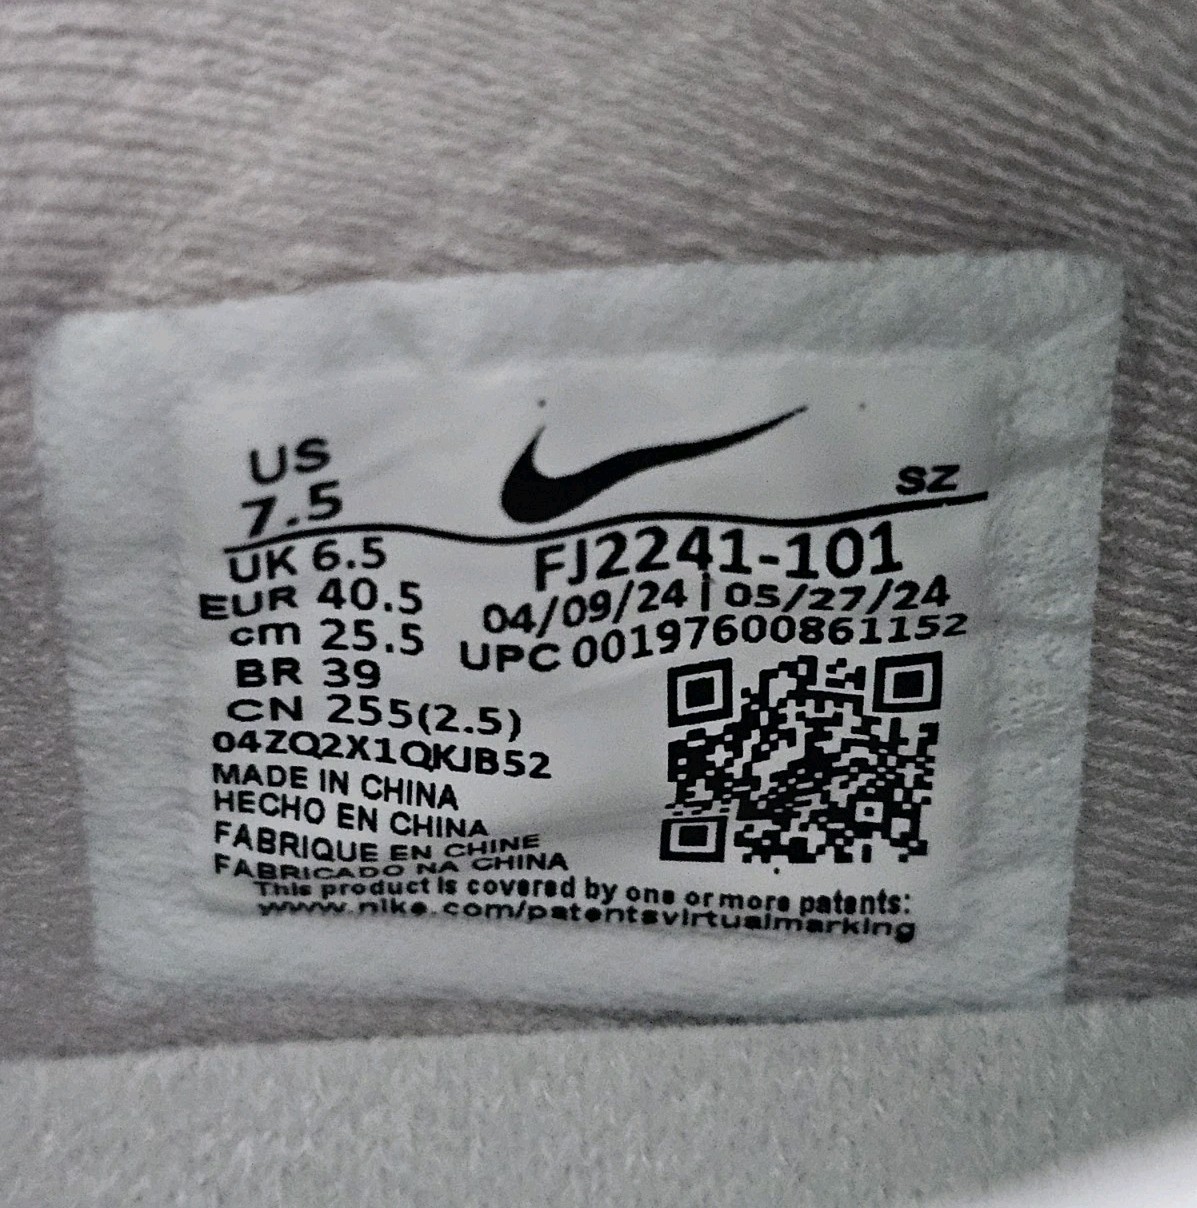 US
7.5
SZ
UK 6.5
EUR 40.5
cm 25.5
BR 39
CN 255(2.5)
FJ2241-101
04/09/24 | 05/27/24
UPC 00197600861152
04ZQ2X1QKJB52
MADE IN CHINA
HECHO EN CHINA
FABRIQUE EN CHINE
FABRICADO NA CHINA
This product is covered by one or more patents:
www.nike.com/patentsvirtualmarking